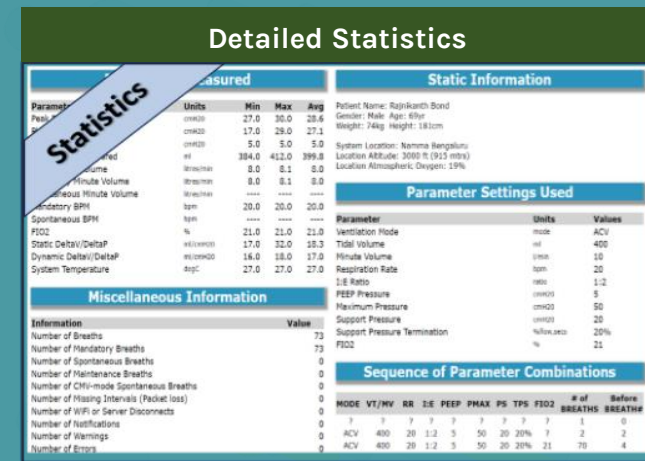 Detailed Statistics
Statistics
asured
Units Min Max Avg
Peak cmH20 27.0 30.0 28.6
cmH20 17.0 29.0 27.1
cmH20 5.0 5.0 5.0
ml 384.0 412.0 399.8
litres/min 8.0 8.1 8.0
Minute Volume litres/min 8.0 8.1 8.0
Minute Volume litres/min ---- ---- ----
Mandatory BPM bpm 20.0 20.0 20.0
Spontaneous BPM bpm ---- ---- ----
FIO2 % 21.0 21.0 21.0
Static DeltaV/DeltaP ml/cmH20 17.0 32.0 18.3
Dynamic DeltaV/DeltaP ml/cmH20 16.0 18.0 17.0
System Temperature degC 27.0 27.0 27.0
Miscellaneous Information
Information Value
Number of Breaths 73
Number of Mandatory Breaths 73
Number of Spontaneous Breaths 0
Number of Maintenance Breaths 0
Number of CMV-mode Spontaneous Breaths 0
Number of Missing Intervals (Packet loss) 0
Number of WiFi or Server Disconnects 0
Number of Notifications 0
Number of Warnings 0
Number of Errors 0
Static Information
Patient Name: Rajnikanth Bond
Gender: Male Age: 69yr
Weight: 74kg Height: 181cm
System Location: Namma Bengaluru
Location Altitude: 3000 ft (915 mtrs)
Location Atmospheric Oxygen: 19%
Parameter Settings Used
Parameter Units Values
Ventilation Mode mode ACV
Tidal Volume ml 400
Minute Volume l/min 10
Respiration Rate bpm 20
I:E Ratio ratio 1:2
PEEP Pressure cmH20 5
Maximum Pressure cmH20 50
Support Pressure cmH20 20
Support Pressure Termination %flow,secs 20%
FIO2 % 21
Sequence of Parameter Combinations
MODE VT/MV RR I:E PEEP PMAX PS TPS FIO2 # of BREATHS Before BREATH#
? ? ? ? ? ? ? ? ? 1 0
ACV 400 20 1:2 5 50 20 20% ? 2 2
ACV 400 20 1:2 5 50 20 20% 21 70 4